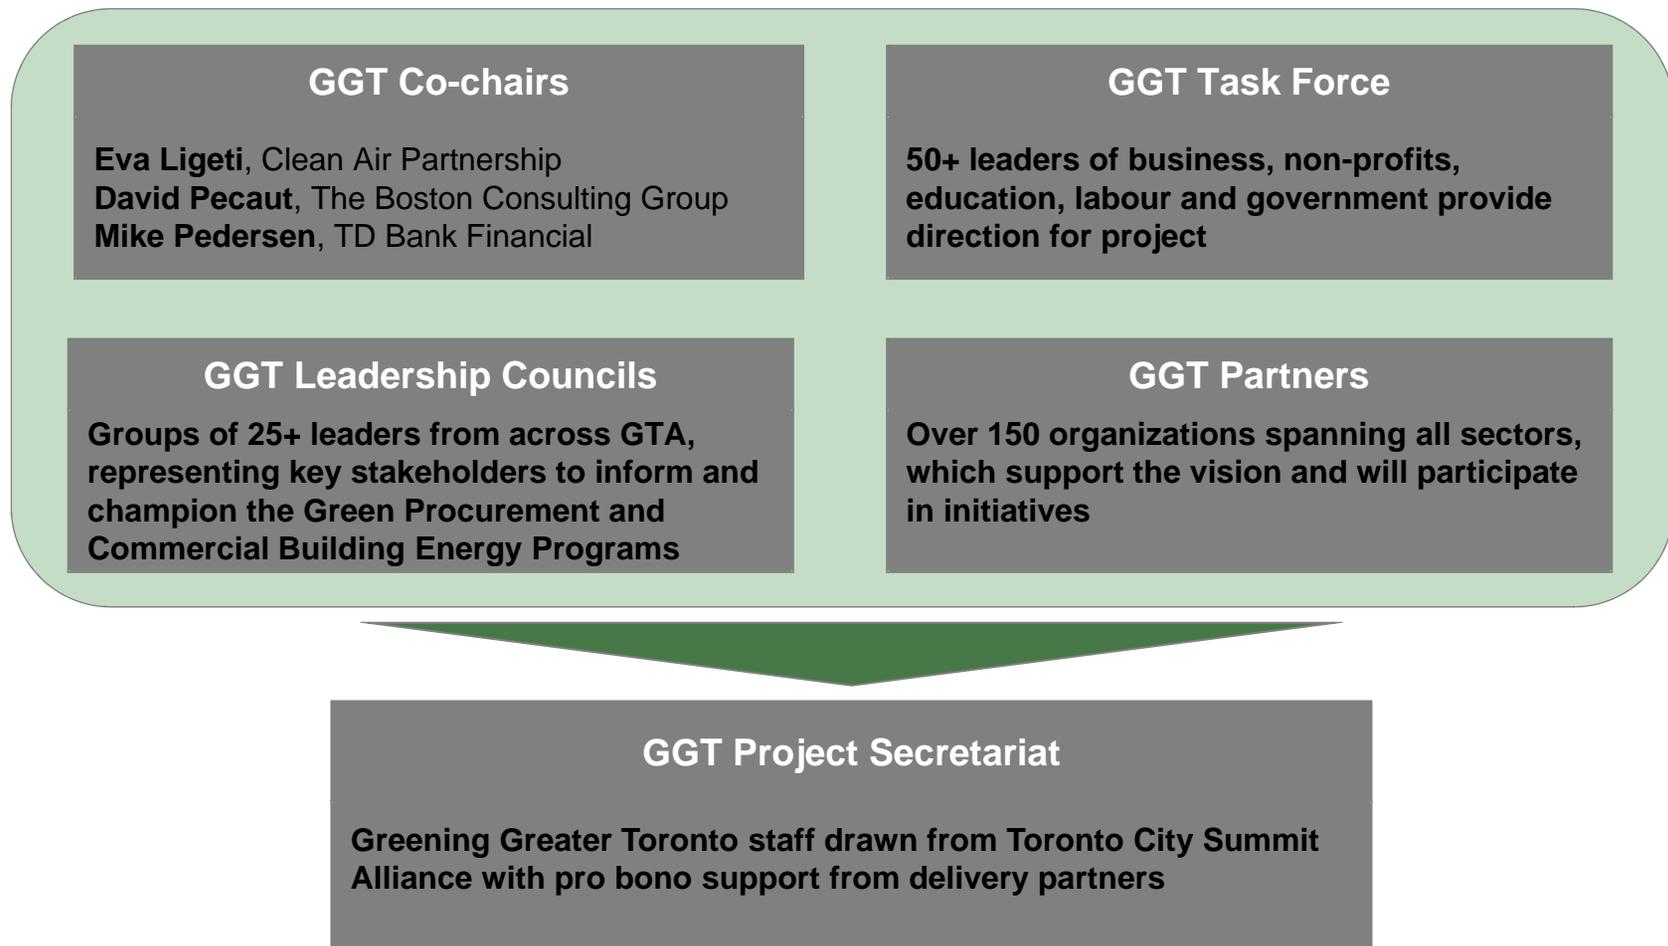 GGT Co-chairs
Eva Ligeti, Clean Air Partnership
David Pecaut, The Boston Consulting Group
Mike Pedersen, TD Bank Financial
GGT Task Force
50+ leaders of business, non-profits,
education, labour and government provide
direction for project
GGT Leadership Councils
Groups of 25+ leaders from across GTA,
representing key stakeholders to inform and
champion the Green Procurement and
Commercial Building Energy Programs
GGT Partners
Over 150 organizations spanning all sectors,
which support the vision and will participate
in initiatives
GGT Project Secretariat
Greening Greater Toronto staff drawn from Toronto City Summit
Alliance with pro bono support from delivery partners